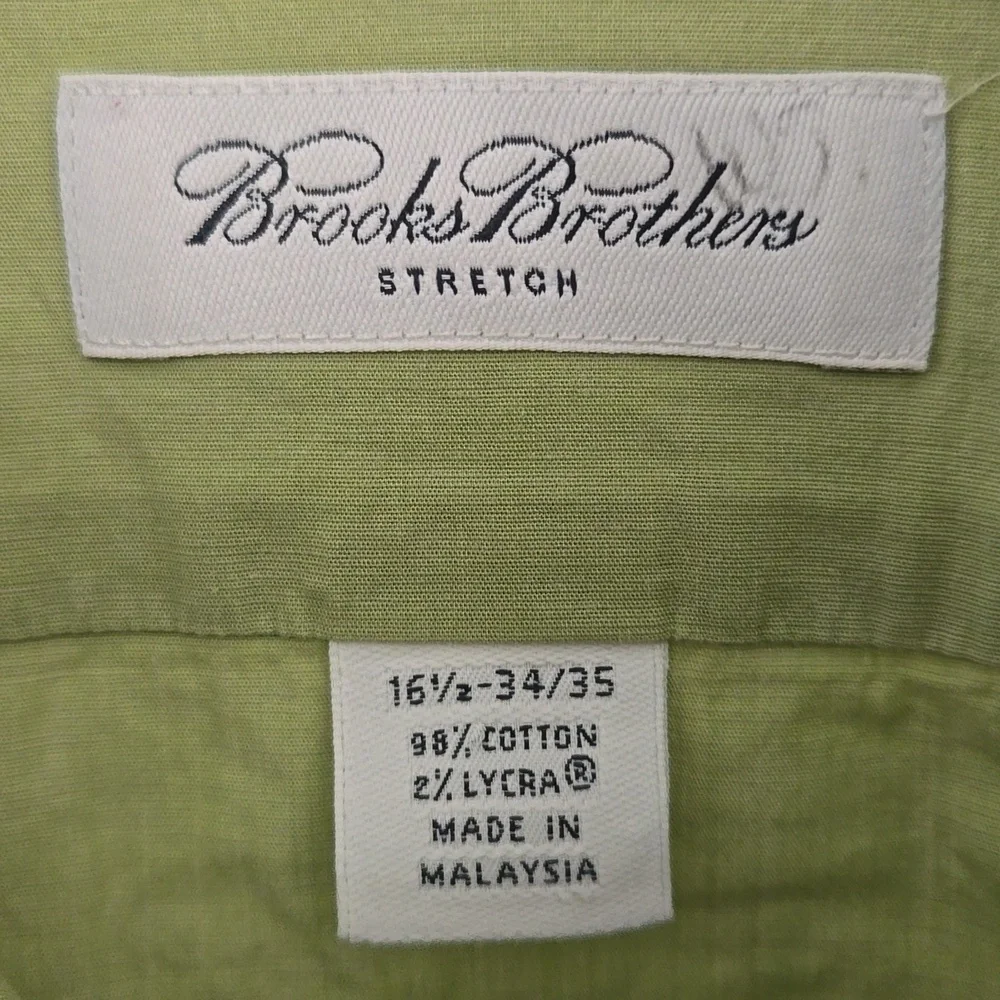 Brooks Brothers
STRETCH
16½-34/35
98% COTTON
2% LYCRA®
MADE IN
MALAYSIA